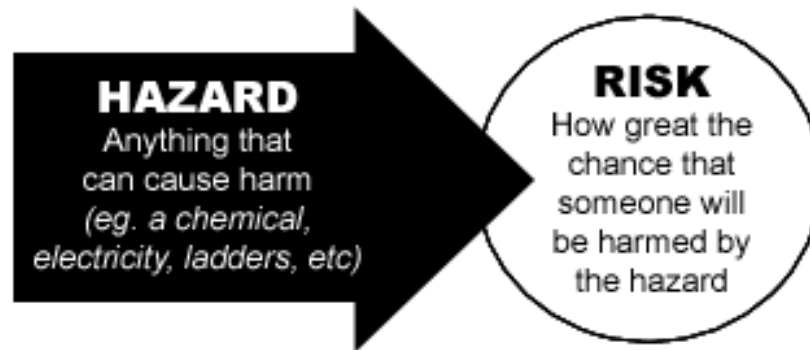 HAZARD
Anything that
can cause harm
(eg. a chemical,
electricity, ladders, etc)
RISK
How great the
chance that
someone will
be harmed by
the hazard